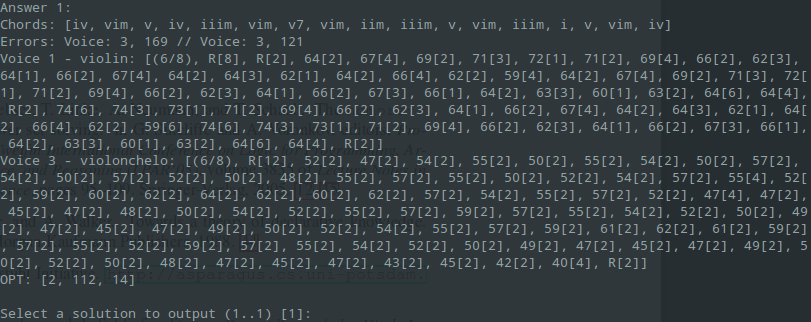 Answer 1:
Chords: [iv, vim, v, iv, iiim, vim, v7, vim, iim, iiim, v, vim, iiim, i, v, vim, iv]
Errors: Voice: 3, 169 // Voice: 3, 121
Voice 1 - violin: [(6/8), R[8], R[2], 64[2], 67[4], 69[2], 71[3], 72[1], 71[2], 69[4], 66[2], 62[3],
64[1], 66[2], 67[4], 64[2], 64[3], 62[1], 64[2], 66[4], 62[2], 59[4], 64[2], 67[4], 69[2], 71[3], 72[
1], 71[2], 69[4], 66[2], 62[3], 64[1], 66[2], 67[3], 66[1], 64[2], 63[3], 60[1], 63[2], 64[6], 64[4],
R[2], 74[6], 74[3], 73[1], 71[2], 69[4], 66[2], 62[3], 64[1], 66[2], 67[4], 64[2], 64[3], 62[1], 64[
2], 66[4], 62[2], 59[6], 74[6], 74[3], 73[1], 71[2], 69[4], 66[2], 62[3], 64[1], 66[2], 67[3], 66[1],
64[2], 63[3], 60[1], 63[2], 64[6], 64[4], R[2]]
Voice 3 - violonchelo: [(6/8), R[12], 52[2], 47[2], 54[2], 55[2], 50[2], 55[2], 54[2], 50[2], 57[2],
54[2], 50[2], 57[2], 52[2], 50[2], 48[2], 55[2], 57[2], 55[2], 50[2], 52[2], 54[2], 57[2], 55[4], 52[
2], 59[2], 60[2], 62[2], 64[2], 62[2], 60[2], 62[2], 57[2], 54[2], 55[2], 57[2], 52[2], 47[4], 47[2],
45[2], 47[2], 48[2], 50[2], 54[2], 52[2], 55[2], 57[2], 59[2], 57[2], 55[2], 54[2], 52[2], 50[2], 49
[2], 47[2], 45[2], 47[2], 49[2], 50[2], 52[2], 54[2], 55[2], 57[2], 59[2], 61[2], 62[2], 61[2], 59[2]
, 57[2], 55[2], 52[2], 59[2], 57[2], 55[2], 54[2], 52[2], 50[2], 49[2], 47[2], 45[2], 47[2], 49[2], 5
0[2], 52[2], 50[2], 48[2], 47[2], 45[2], 47[2], 43[2], 45[2], 42[2], 40[4], R[2]]
OPT: [2, 112, 14]
Select a solution to output (1..1) [1]: